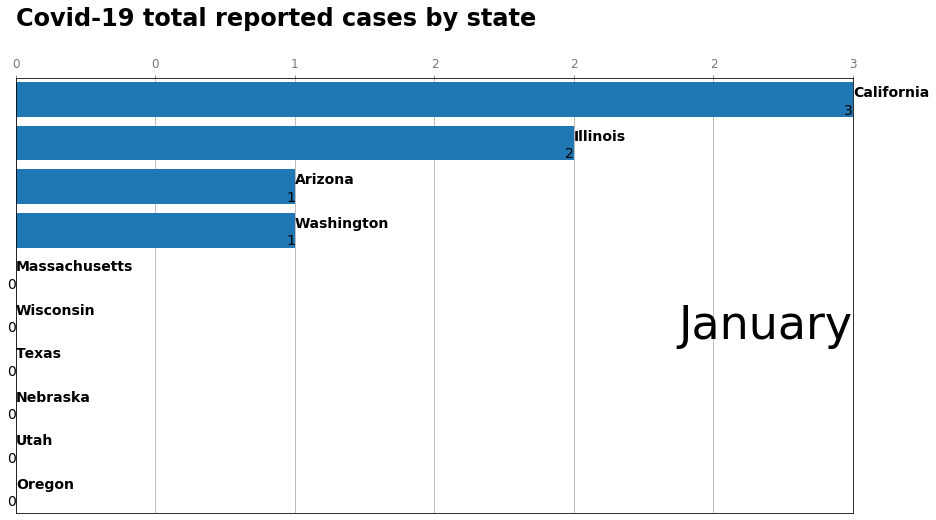 Covid-19 total reported cases by state
0 0 1 2 2 2 3
California
3
Illinois
2
Arizona
1
Washington
1
Massachusetts
0
Wisconsin
0
January
Texas
0
Nebraska
0
Utah
0
Oregon
0